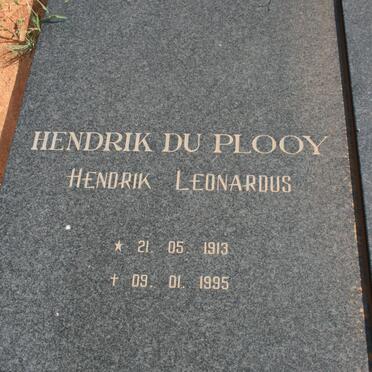 HENDRIK DU PLOOY
HENDRIK LEONARDUS
★ 21. 05. 1913
✝ 09. 01. 1995